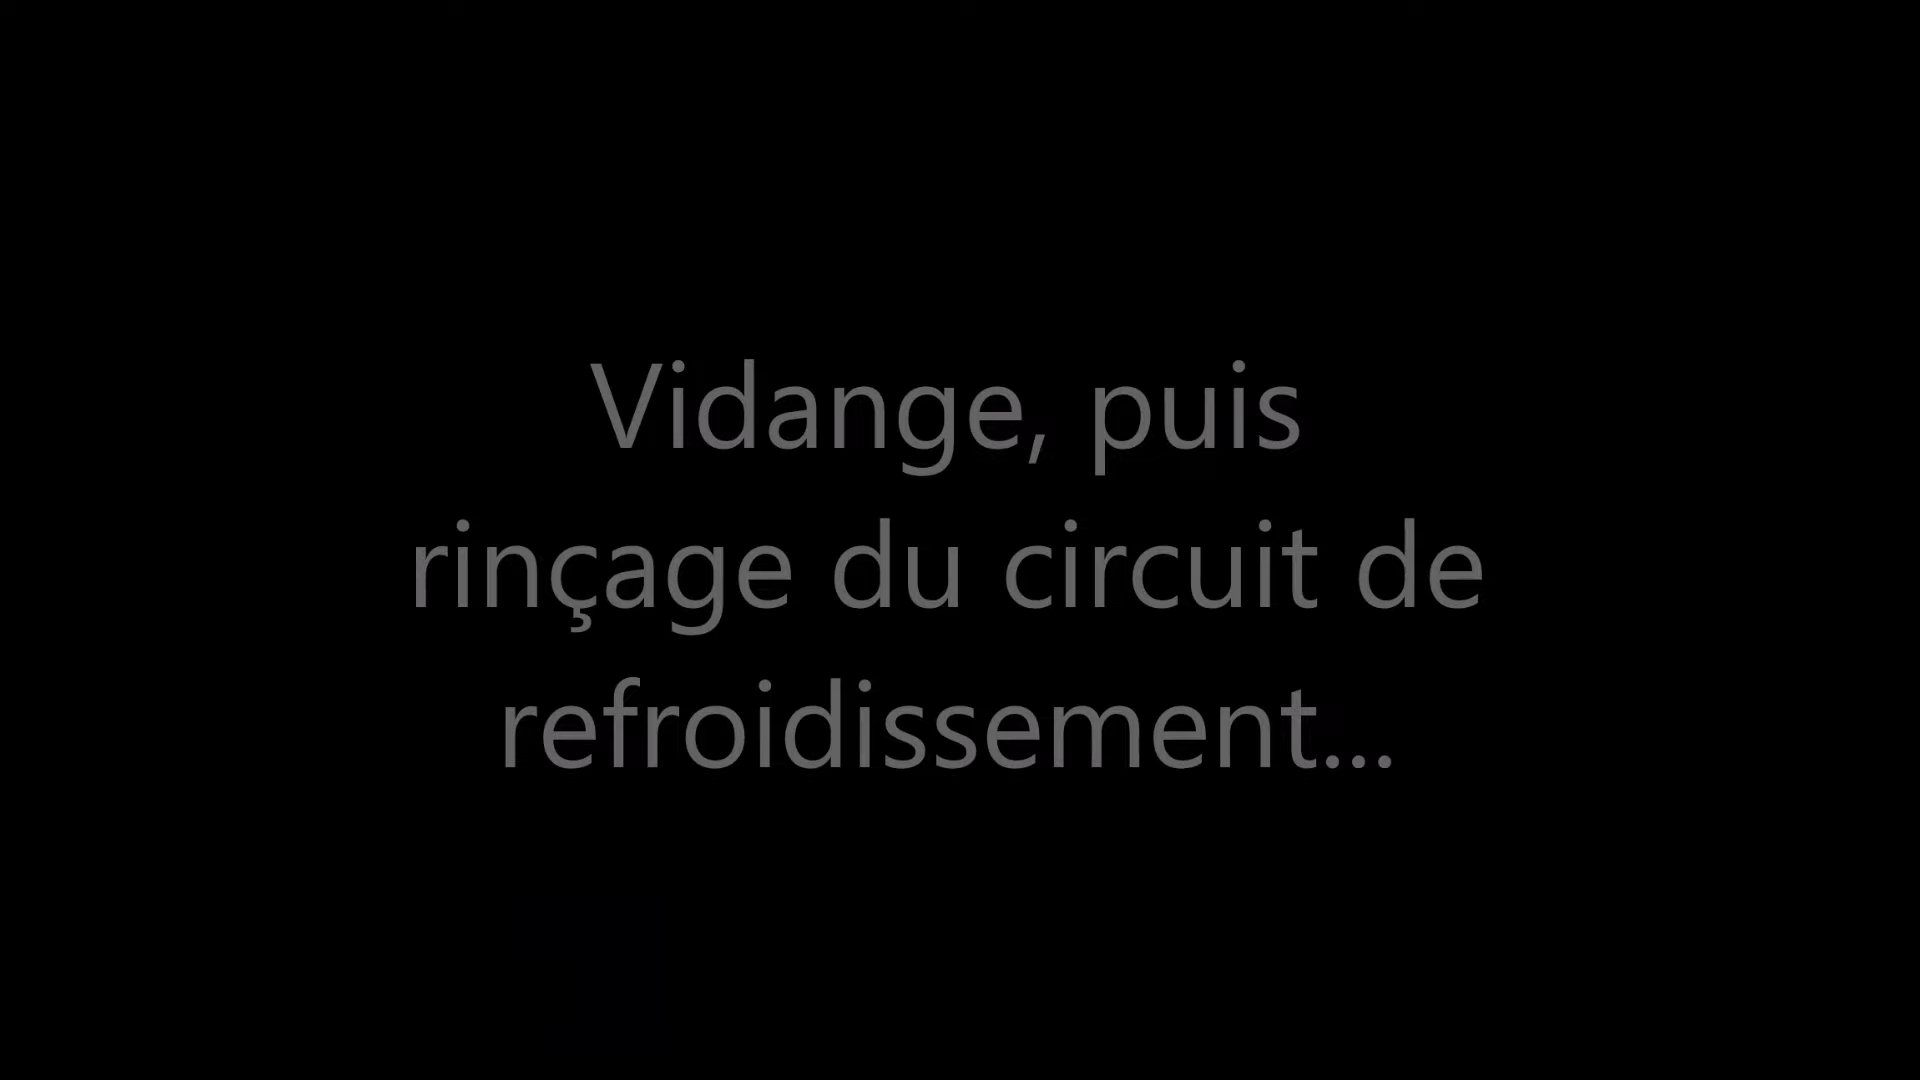 Vidange, puis
rinçage du circuit de
refroidissement...